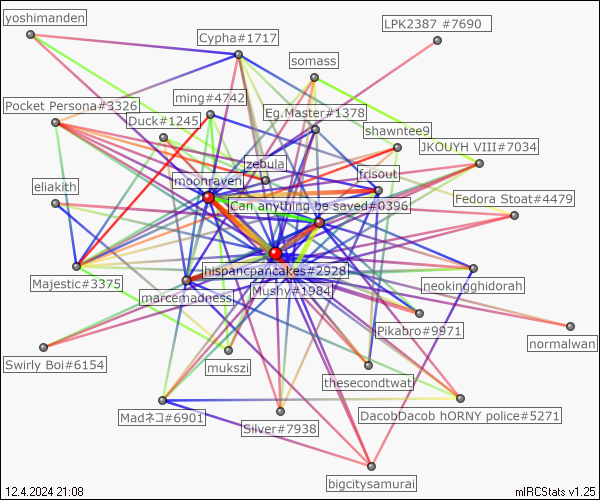 yoshimanden
LPK2387 #7690
Cypha#1717
somass
ming#4742
Pocket Persona#3326
Eg.Master#1378
Duck#1245
shawntee9
JKOUYH VIII#7034
zebula
moonraven
frisout
eliakith
Fedora Stoat#4479
Can anything be saved#0396
hispancpancakes#2928
Majestic#3375
neokingghidorah
Mushy#1984
marcemadness
Pikabro#9971
normalwan
Swirly Boi#6154
mukszi
thesecondtwat
Madネコ#6901
DacobDacob hORNY police#5271
Silver#7938
bigcitysamurai
12.4.2024 21:08
mIRCStats v1.25